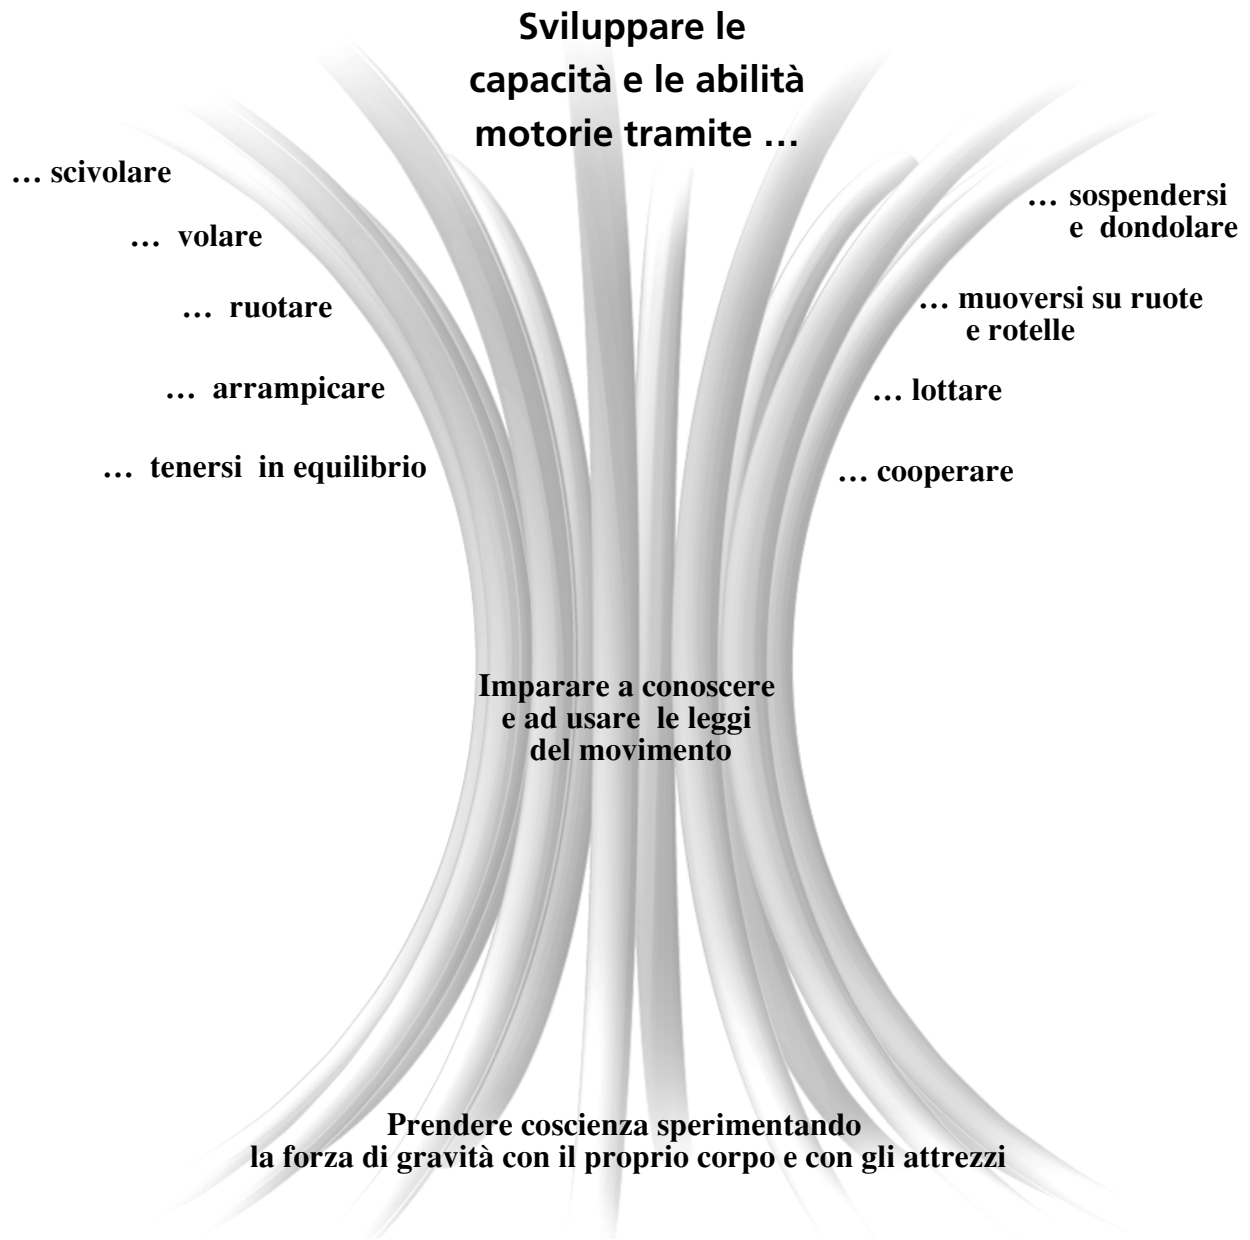 Sviluppare le
capacità e le abilità
motorie tramite …
… scivolare
… volare
… ruotare
… arrampicare
… tenersi in equilibrio
… sospendersi
e dondolare
… muoversi su ruote
e rotelle
… lottare
… cooperare
Imparare a conoscere
e ad usare le leggi
del movimento
Prendere coscienza sperimentando
la forza di gravità con il proprio corpo e con gli attrezzi